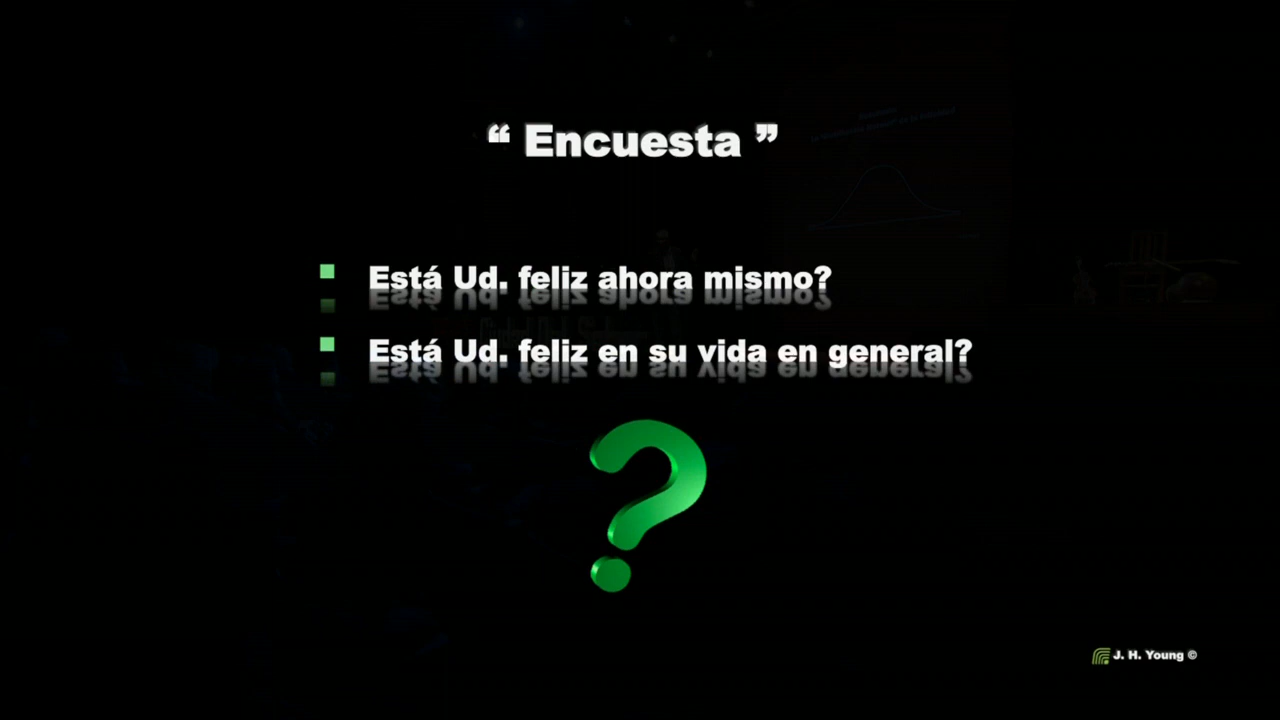 “ Encuesta ”
Está Ud. feliz ahora mismo?
Está Ud. feliz en su vida en general?
J. H. Young ©